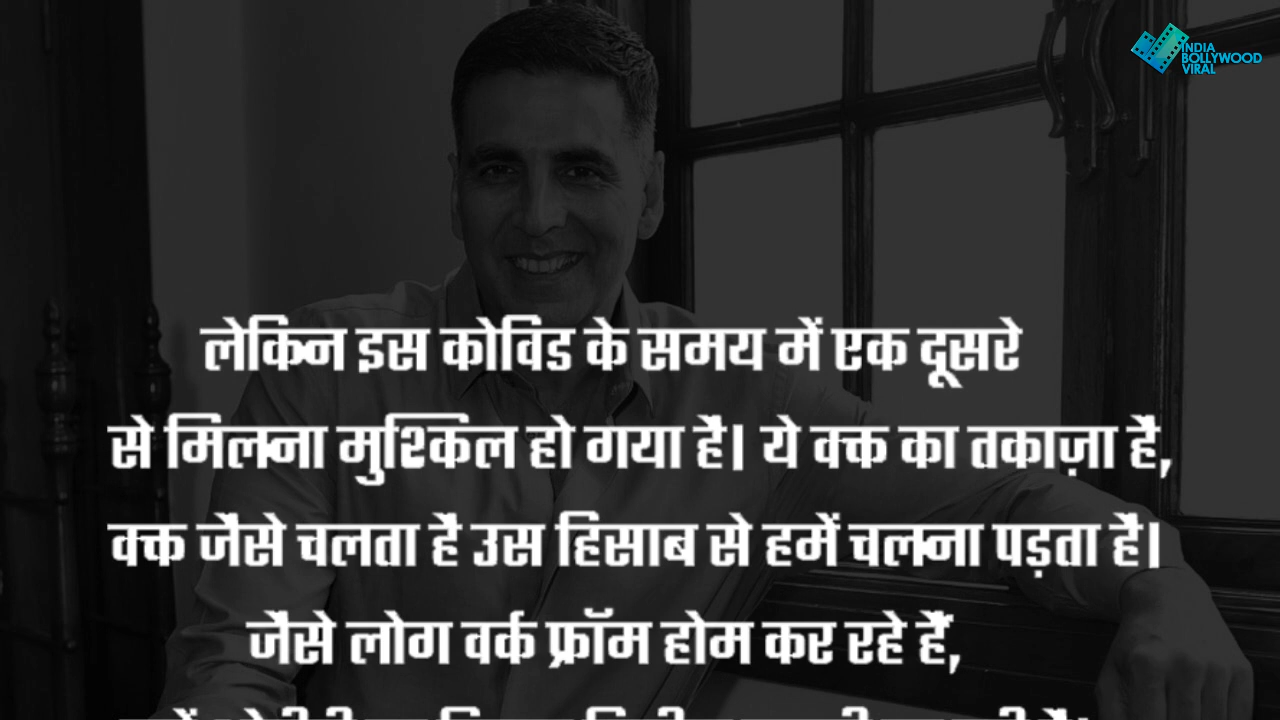 INDIA
BOLLYWOOD
VIRAL
लेकिन इस कोविड के समय में एक दूसरे
से मिलना मुश्किल हो गया है। ये वक्त का तकाज़ा है,
वक्त जैसे चलता है उस हिसाब से हमें चलना पड़ता है।
जैसे लोग वर्क फ्रॉम होम कर रहे हैं,